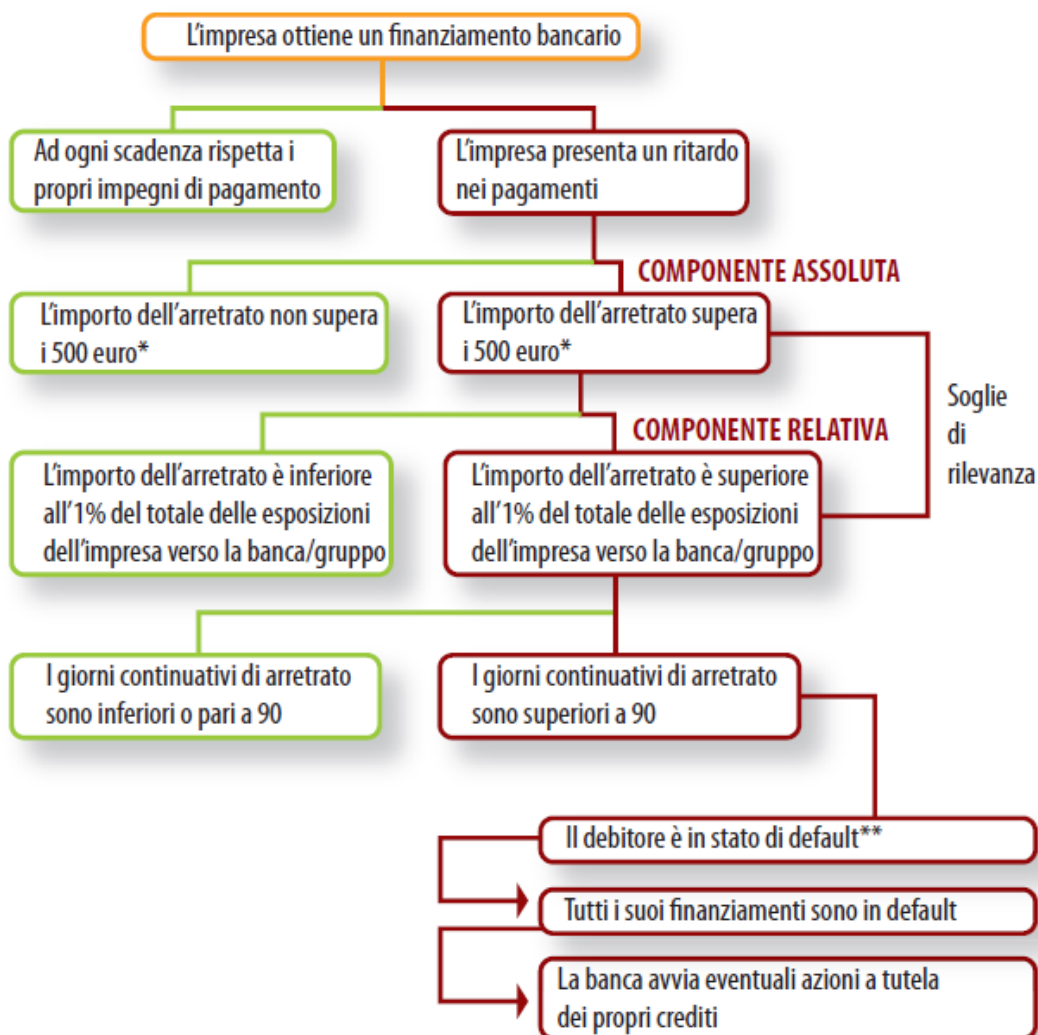 L'impresa ottiene un finanziamento bancario
Ad ogni scadenza rispetta i
propri impegni di pagamento
L'impresa presenta un ritardo
nei pagamenti
COMPONENTE ASSOLUTA
L'importo dell'arretrato non supera
i 500 euro*
L'importo dell'arretrato supera
i 500 euro*
Soglie
di
rilevanza
COMPONENTE RELATIVA
L'importo dell'arretrato è inferiore
all'1% del totale delle esposizioni
dell'impresa verso la banca/gruppo
L'importo dell'arretrato è superiore
all'1% del totale delle esposizioni
dell'impresa verso la banca/gruppo
I giorni continuativi di arretrato
sono inferiori o pari a 90
I giorni continuativi di arretrato
sono superiori a 90
Il debitore è in stato di default**
Tutti i suoi finanziamenti sono in default
La banca avvia eventuali azioni a tutela
dei propri crediti